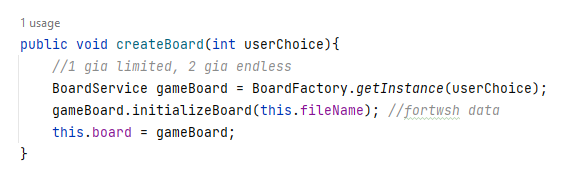 1 usage
public void createBoard(int userChoice){
//1 gia limited, 2 gia endless
BoardService gameBoard = BoardFactory.getInstance(userChoice);
gameBoard.initializeBoard(this.fileName); //fortwsh data
this.board = gameBoard;
}